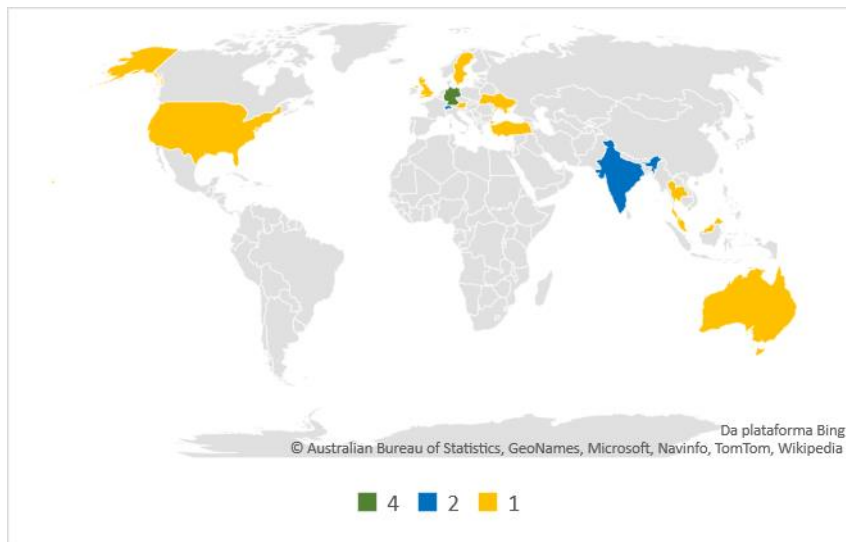 Da plataforma Bing
© Australian Bureau of Statistics, GeoNames, Microsoft, Navinfo, TomTom, Wikipedia
4 2 1